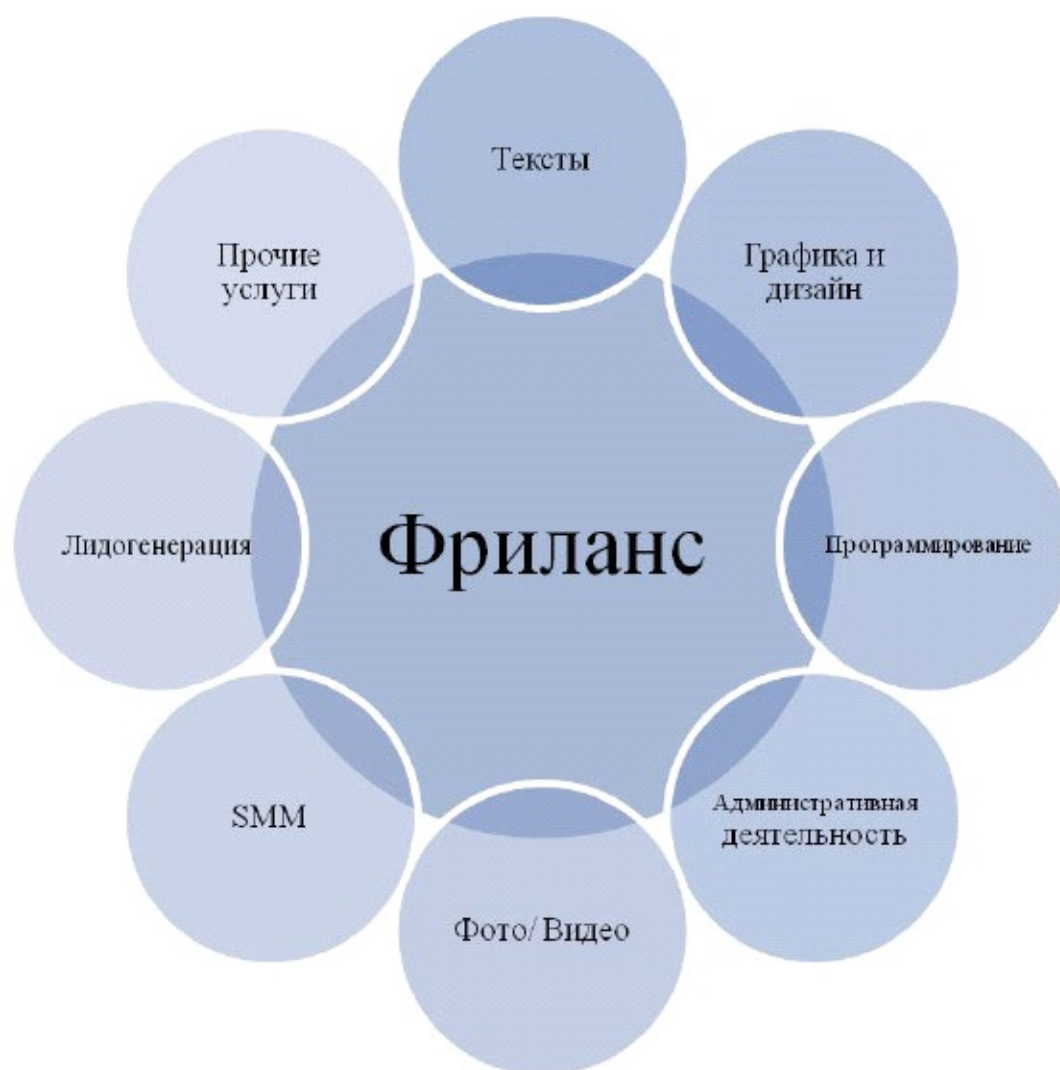 Тексты
Графика и
дизайн
Программирование
Административная
деятельность
Фото/ Видео
SMM
Лидогенерация
Прочие
услуги
Фриланс